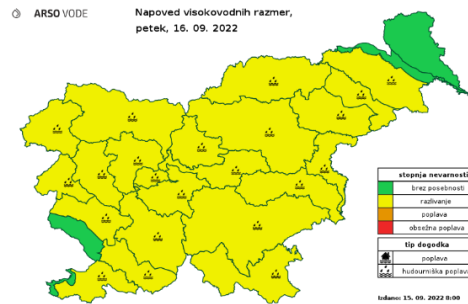 ARSO VODE
Napoved visokovodnih razmer,
petek, 16. 09. 2022
stopnja nevarnosti
brez posebnosti
razlivanje
poplava
obsežna poplava
tip dogodka
poplava
hudourniška poplava
Izdano: 15. 09. 2022 8:00